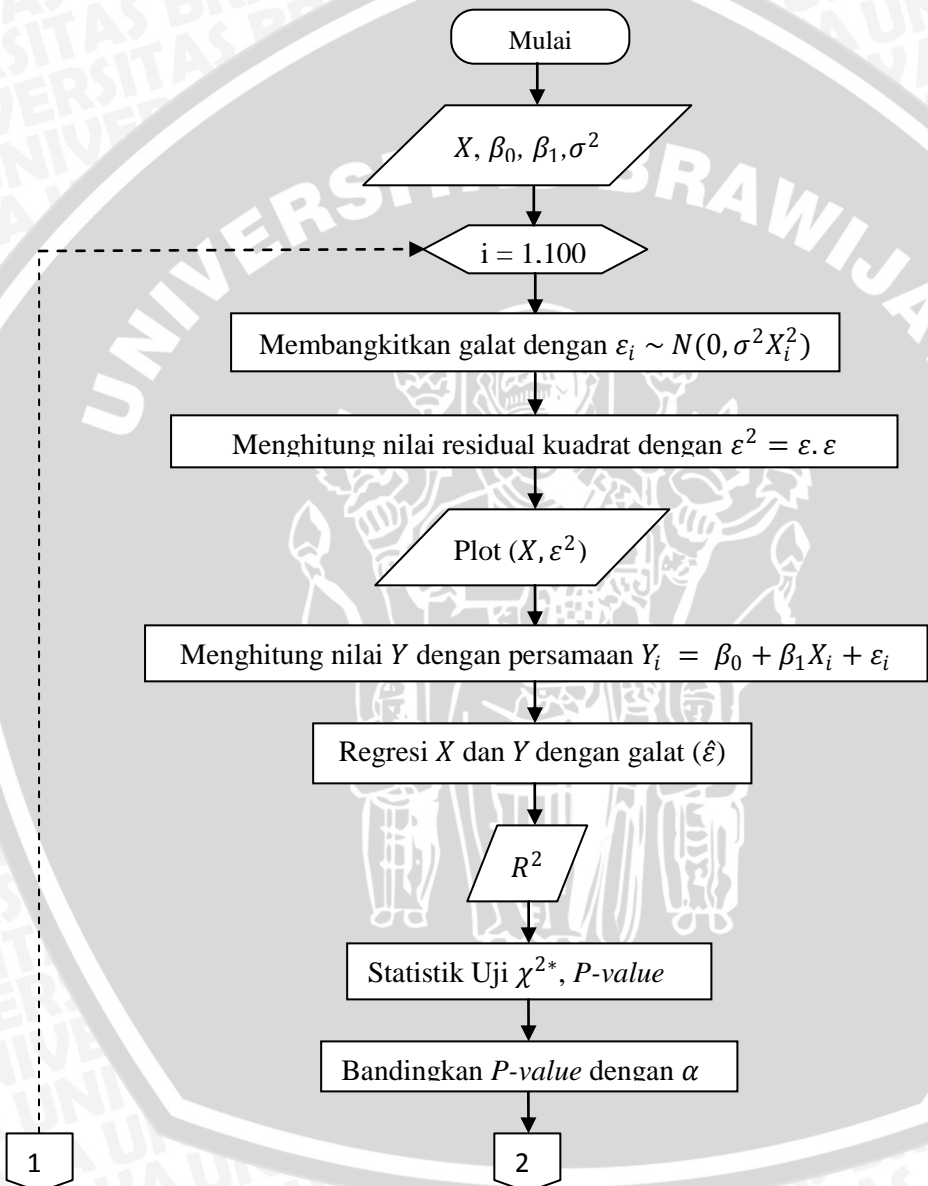 Mulai
X, β₀, β₁,σ²
i = 1,100
Membangkitkan galat dengan εᵢ ~ N(0, σ²Xᵢ²)
Menghitung nilai residual kuadrat dengan ε² = ε. ε
Plot (X, ε²)
Menghitung nilai Y dengan persamaan Yᵢ = β₀ + β₁Xᵢ + εᵢ
Regresi X dan Y dengan galat (ε̂)
R²
Statistik Uji χ²*, P-value
Bandingkan P-value dengan α
1
2
UNIVERSITAS BRAWIJA